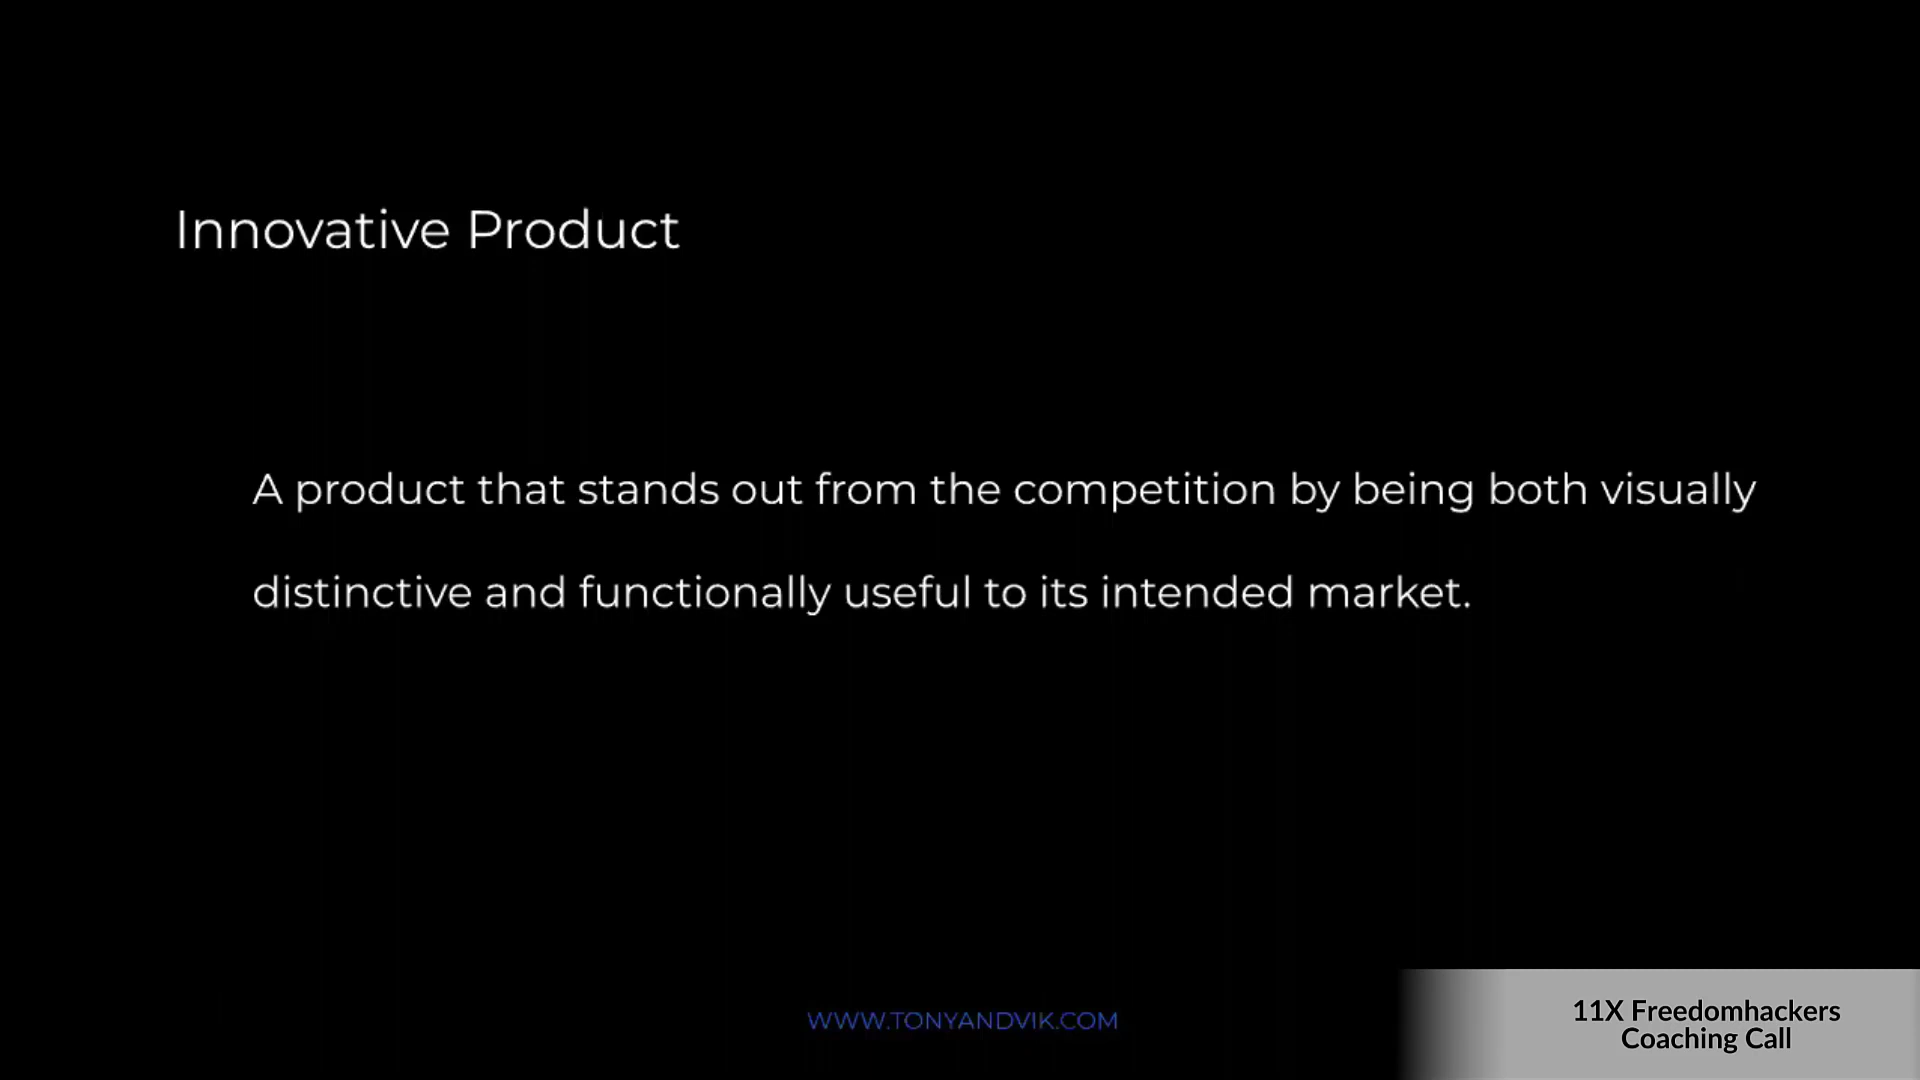 Innovative Product
A product that stands out from the competition by being both visually
distinctive and functionally useful to its intended market.
WWW.TONYANDVIK.COM
11X Freedomhackers
Coaching Call